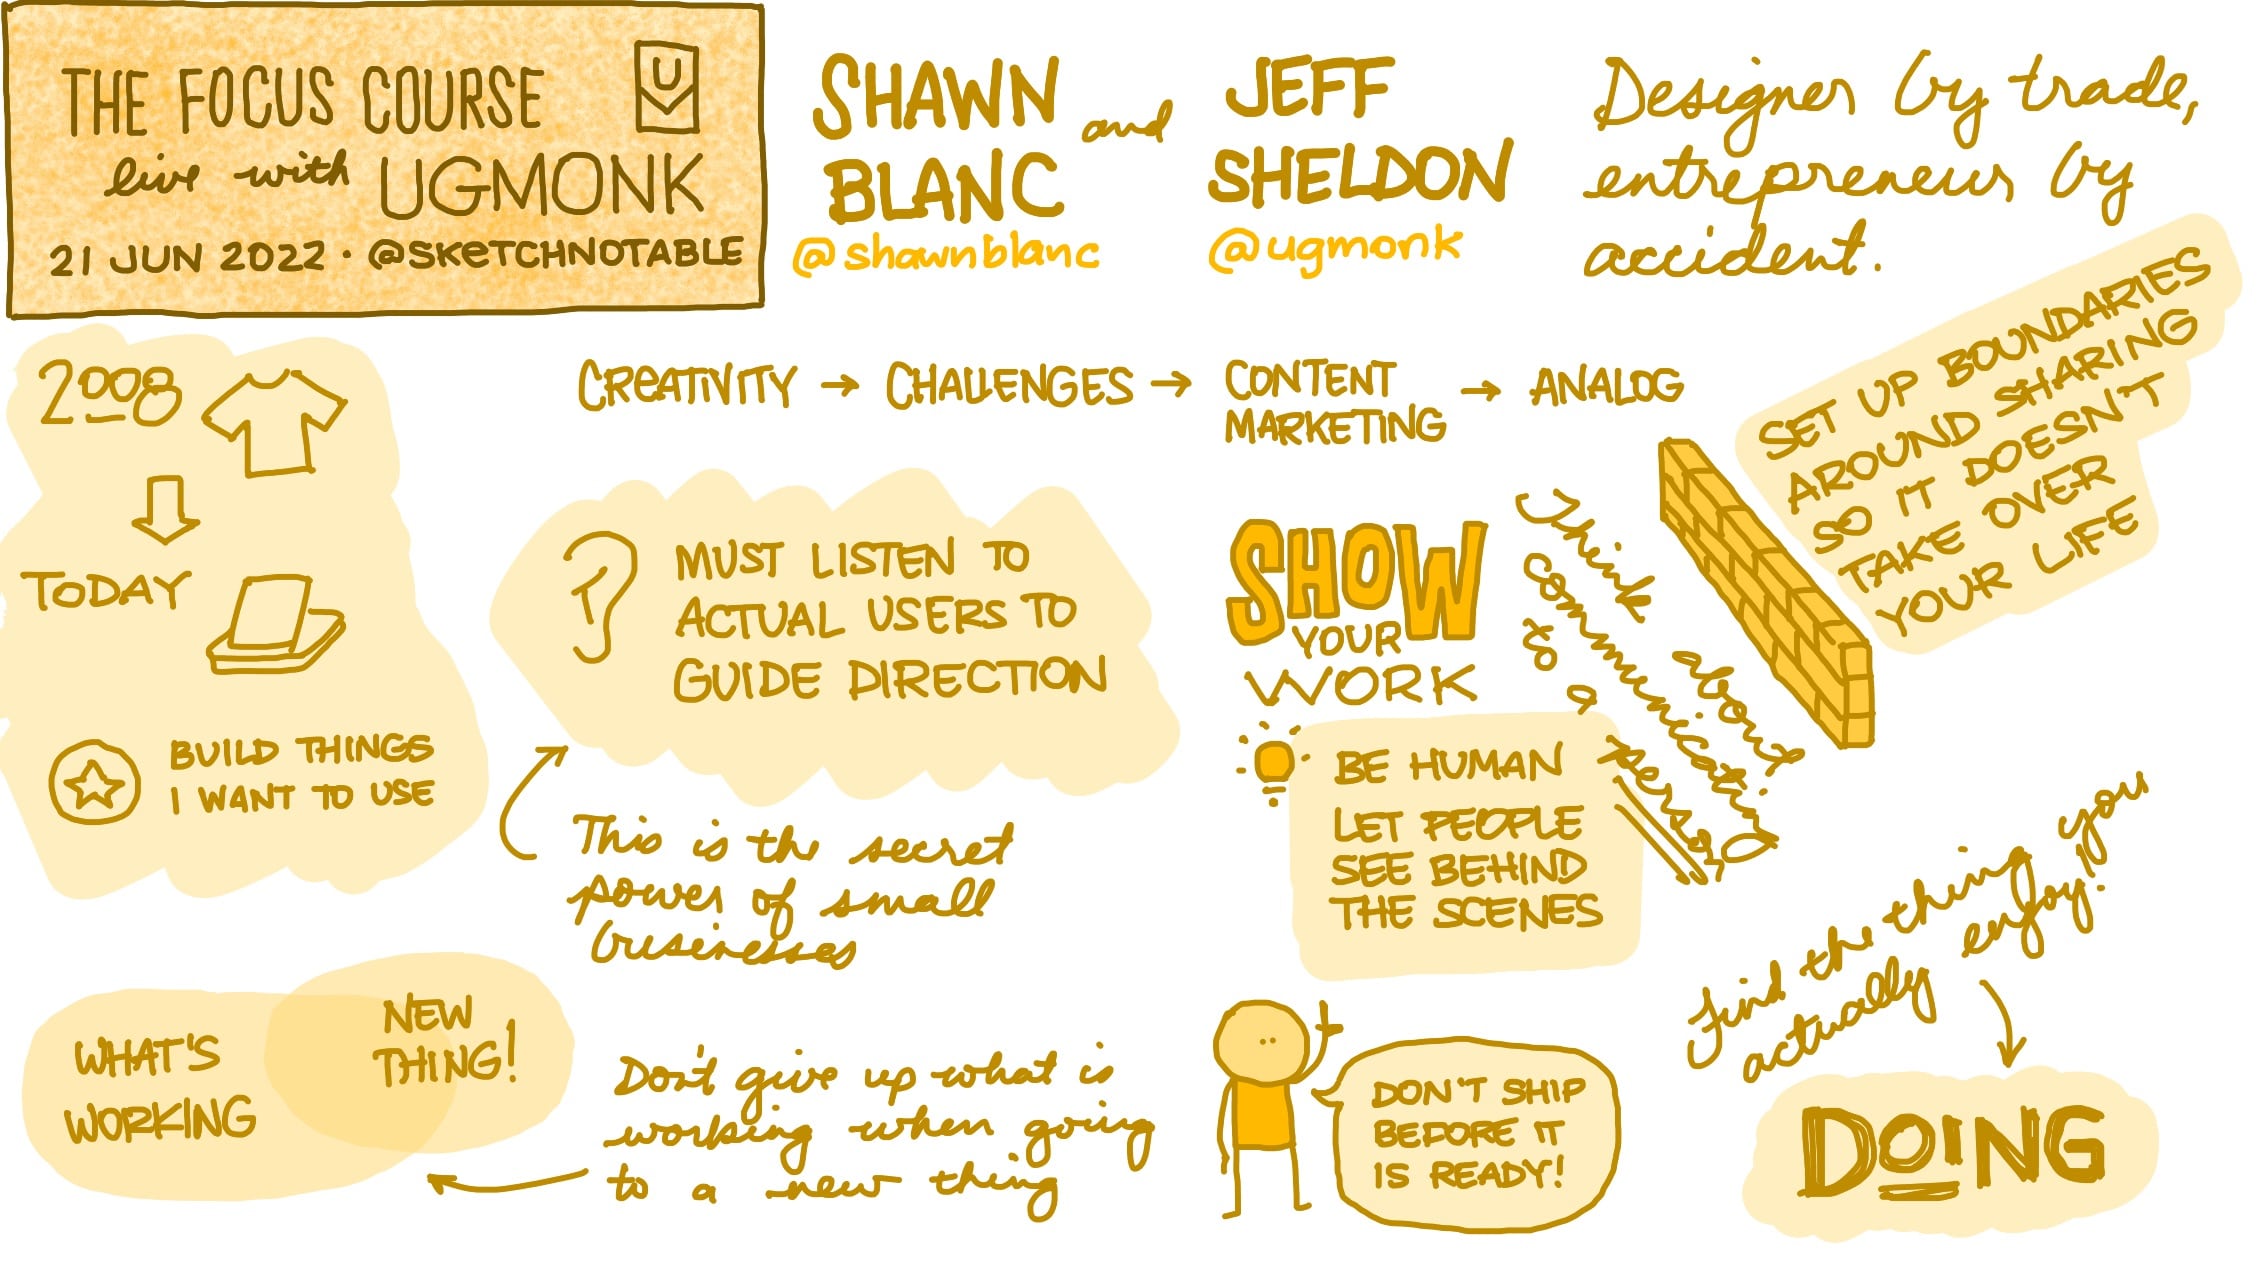 THE FOCUS COURSE
U
live with UGMONK
21 JUN 2022 · @SKETCHNOTABLE
SHAWN
BLANC
@shawnblanc
and
JEFF
SHELDON
@ugmonk
Designer by trade,
entrepreneur by
accident.
2008
TODAY
BUILD THINGS
I WANT TO USE
CREATIVITY → CHALLENGES → CONTENT
MARKETING → ANALOG
MUST LISTEN TO
ACTUAL USERS TO
GUIDE DIRECTION
This is the secret
power of small
businesses
SHOW
YOUR
WORK
BE HUMAN
LET PEOPLE
SEE BEHIND
THE SCENES
Think about
communicating
to a person
SET UP BOUNDARIES
AROUND SHARING
SO IT DOESN'T
TAKE OVER
YOUR LIFE
WHAT'S
WORKING
NEW
THING!
Don't give up what is
working when going
to a new thing
DON'T SHIP
BEFORE IT
IS READY!
Find the thing you
actually enjoy!
DOING